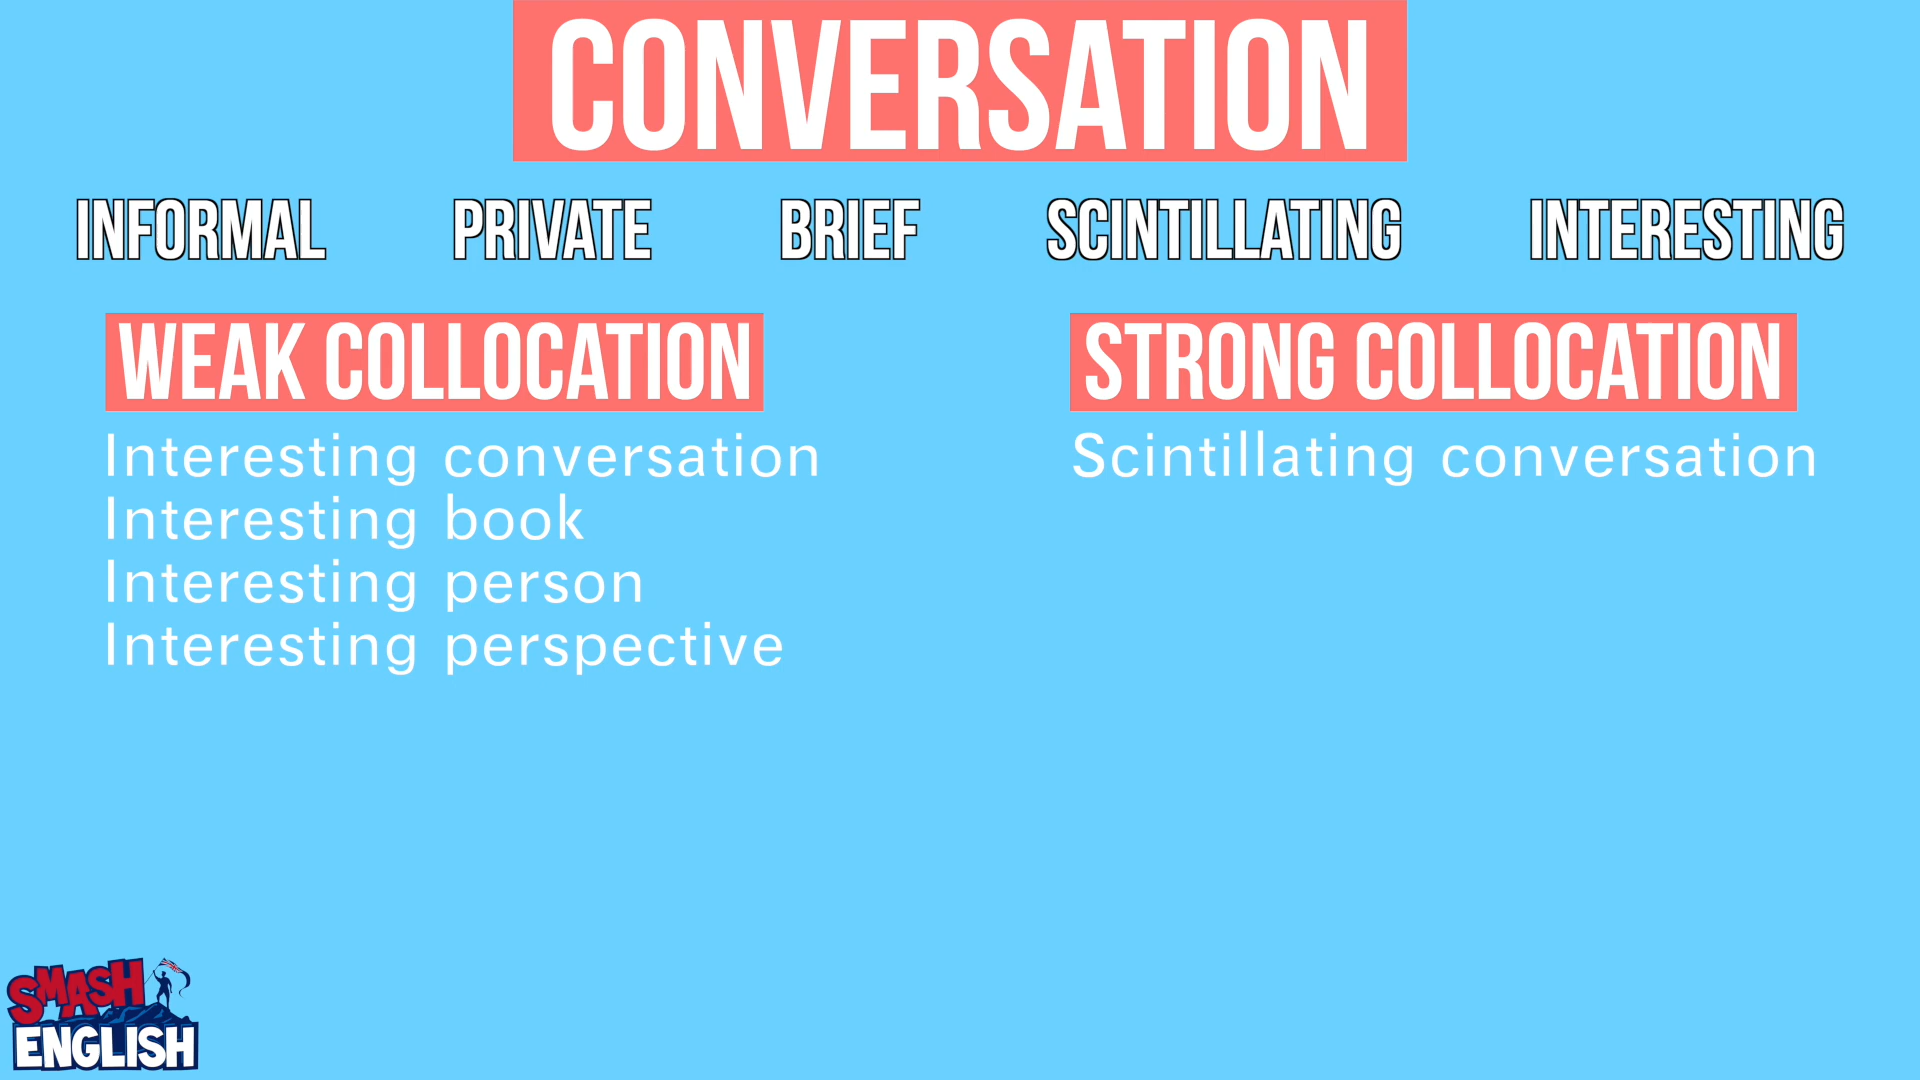 CONVERSATION
INFORMAL PRIVATE BRIEF SCINTILLATING INTERESTING
WEAK COLLOCATION
Interesting conversation
Interesting book
Interesting person
Interesting perspective
STRONG COLLOCATION
Scintillating conversation
SMASH
ENGLISH